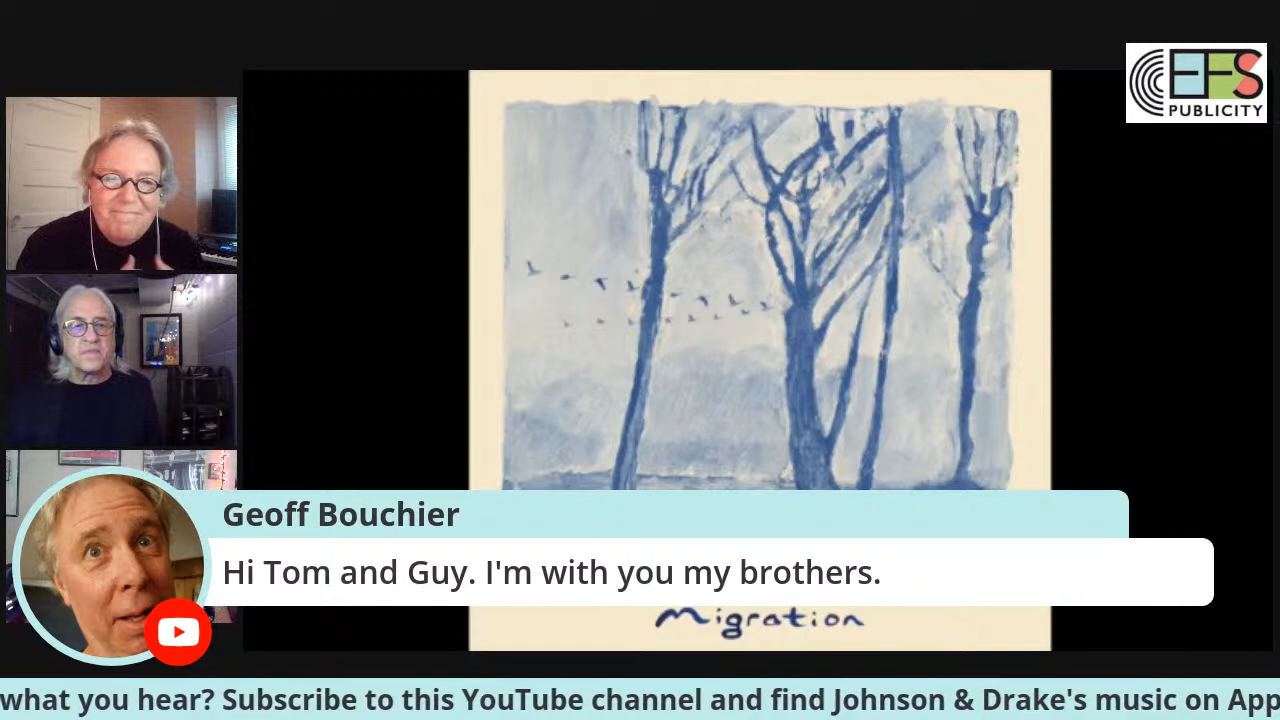 EFS
PUBLICITY
Geoff Bouchier
Hi Tom and Guy. I'm with you my brothers.
Migration
what you hear? Subscribe to this YouTube channel and find Johnson & Drake's music on App